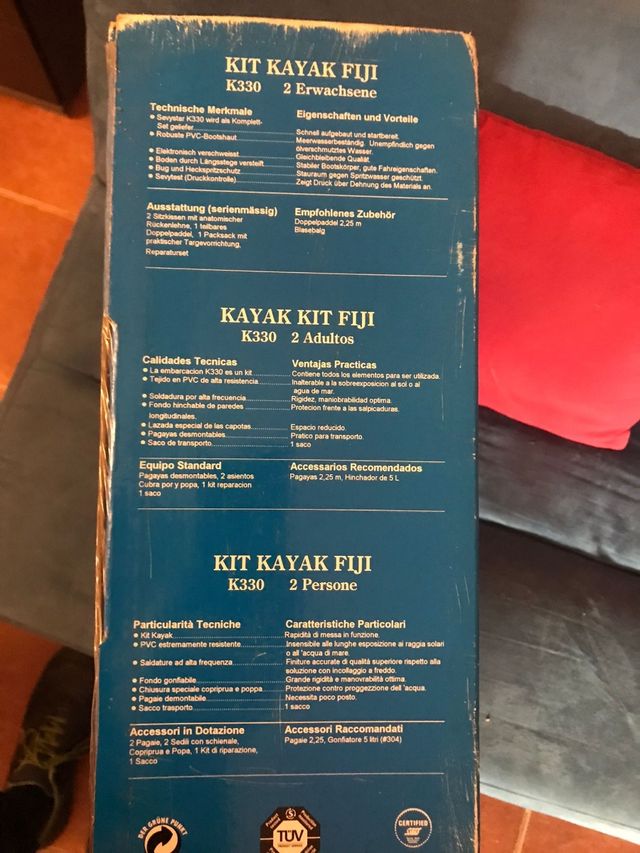 KIT KAYAK FIJI
K330 2 Erwachsene
Technische Merkmale
Eigenschaften und Vorteile
• Sevystar K330 wird als Komplett-
Set geliefer
Schnell aufgebaut und startbereit.
• Robuste PVC-Bootshaut
Meerwasserbeständig. Unempfindlich gegen
ölverschmutztes Wasser.
• Elektronisch verschweisst
Gleichbleibende Qualität.
• Boden durch Längsstege versteift
Stabiler Bootskörper, gute Fahreigenschaften.
• Bug und Heckspritzschutz
Stauraum gegen Spritzwasser geschützt.
• Sevytest (Druckkontrolle)
Zeigt Druck über Dehnung des Materials an.
Ausstattung (serienmässig)
2 Sitzkissen mit anatomischer
Rückenlehne, 1 teilbares
Doppelpaddel, 1 Packsack mit
praktischer Targevorrichtung,
Reparaturset
Empfohlenes Zubehör
Doppelpaddel 2,25 m
Blasebalg
KAYAK KIT FIJI
K330 2 Adultos
Calidades Tecnicas
Ventajas Practicas
• La embarcacion K330 es un kit
Contiene todos los elementos para ser utilizada.
• Tejido en PVC de alta resistencia
Inalterable a la sobreexposicion al sol o al
agua de mar.
• Soldadura por alta frecuencia
Rigidez, maniobrabilidad optima.
• Fondo hinchable de paredes
longitudinales.
Protecion frente a las salpicaduras.
• Lazada especial de las capotas
Espacio reducido.
• Pagayas desmontables
Pratico para transporto.
• Saco de transporto
1 saco
Equipo Standard
Pagayas desmontables, 2 asientos
Cubra por y popa, 1 kit reparacion
1 saco
Accessarios Recomendados
Pagayas 2,25 m, Hinchador de 5 L
KIT KAYAK FIJI
K330 2 Persone
Particularità Tecniche
Caratteristiche Particolari
• Kit Kayak
Rapidità di messa in funzione.
• PVC estremamente resistente
Insensibile alle lunghe esposizione ai raggia solari
o all 'acqua di mare.
• Saldature ad alta frequenza
Finiture accurate di qualità superiore rispetto alla
soluzione con incollaggio a freddo.
• Fondo gonfiabile
Grande rigidità e manovrabilità ottima.
• Chiusura speciale copriprua e poppa
Protezione contro proggezzione dell 'acqua.
• Pagaie demontabile
Necessita poco posto.
• Sacco trasporto
1 sacco
Accessori in Dotazione
2 Pagaie, 2 Sedili con schienale,
Copriprua e Popa, 1 Kit di riparazione,
1 Sacco
Accessori Raccomandati
Pagaie 2,25, Gonfiatore 5 litri (#304)
DER GRÜNE PUNKT
TÜV
CERTIFIED